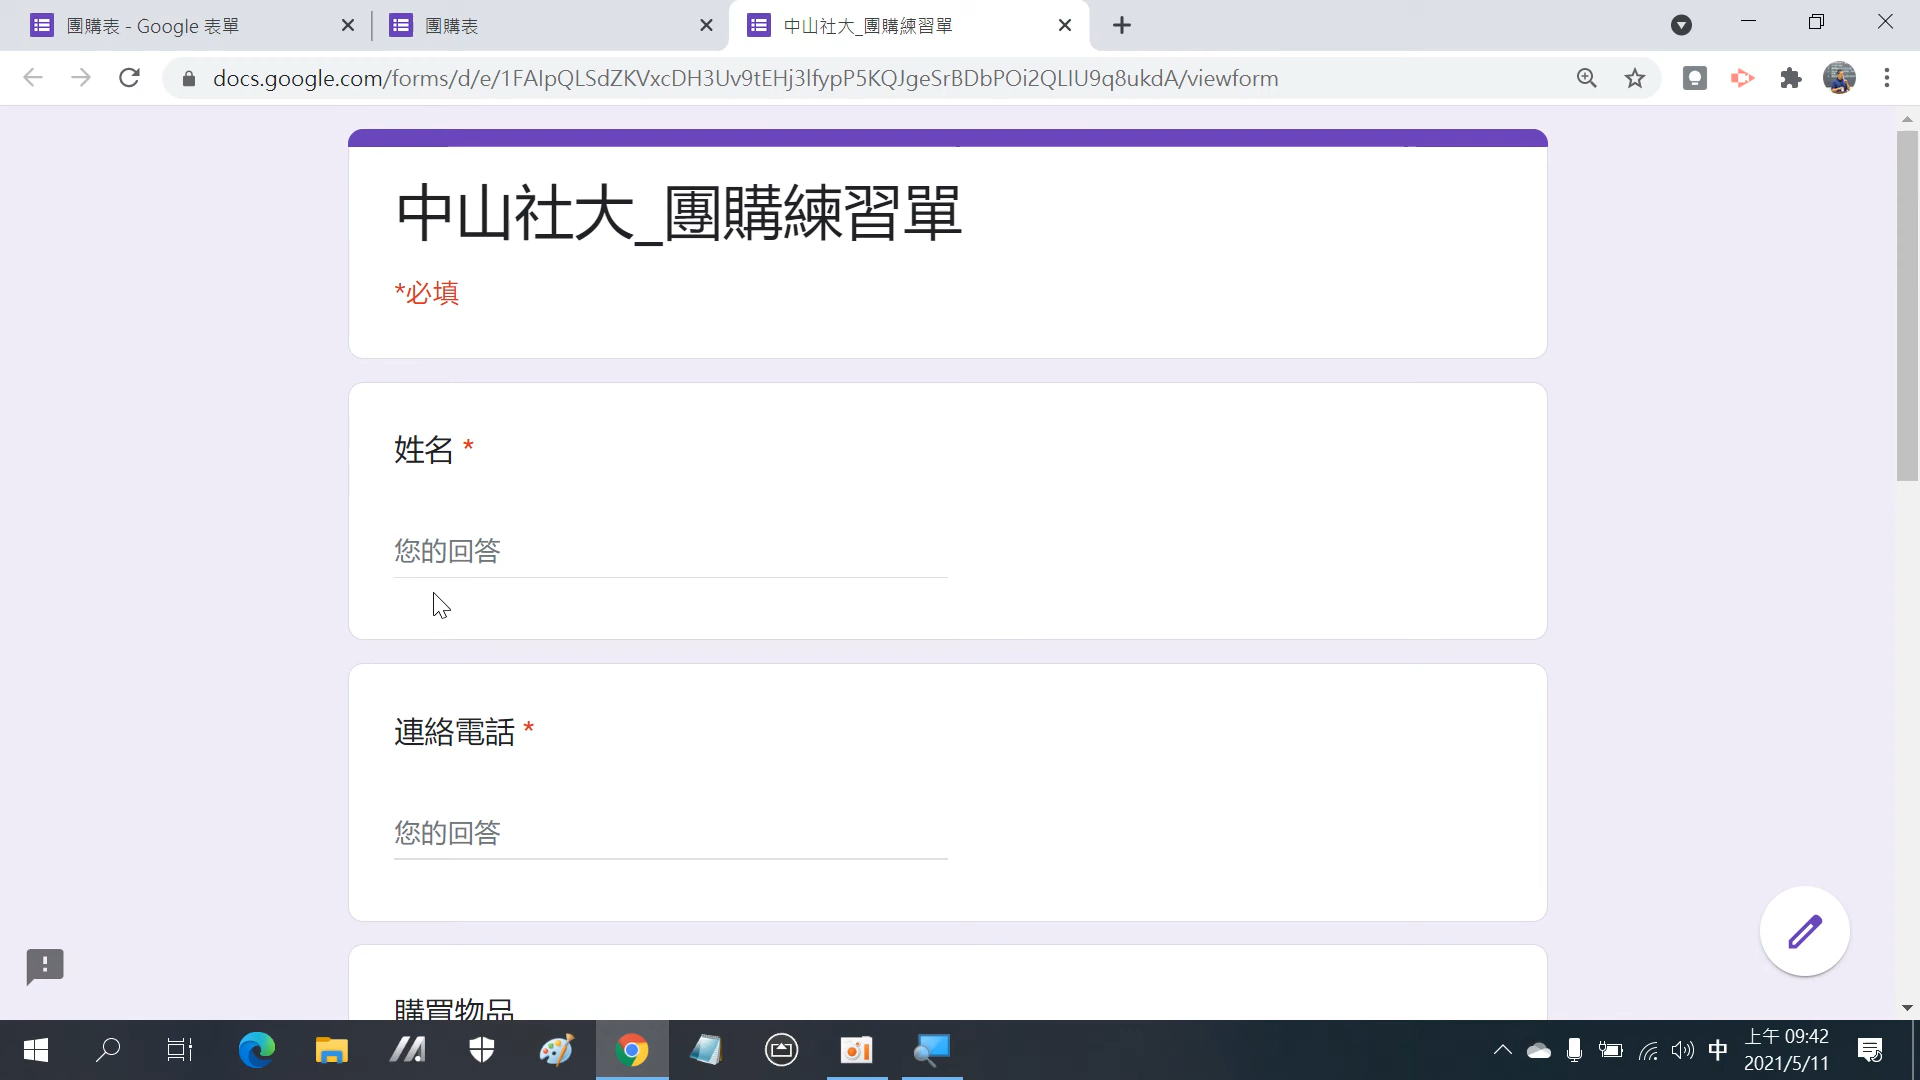 團購表 - Google 表單
團購表
中山社大_團購練習單
docs.google.com/forms/d/e/1FAIpQLSdZKVxcDH3Uv9tEHj3lfypP5KQJgeSrBDbPOi2QLIU9q8ukdA/viewform
中山社大_團購練習單
*必填
姓名 *
您的回答
連絡電話 *
您的回答
購買物品
中
上午 09:42
2021/5/11